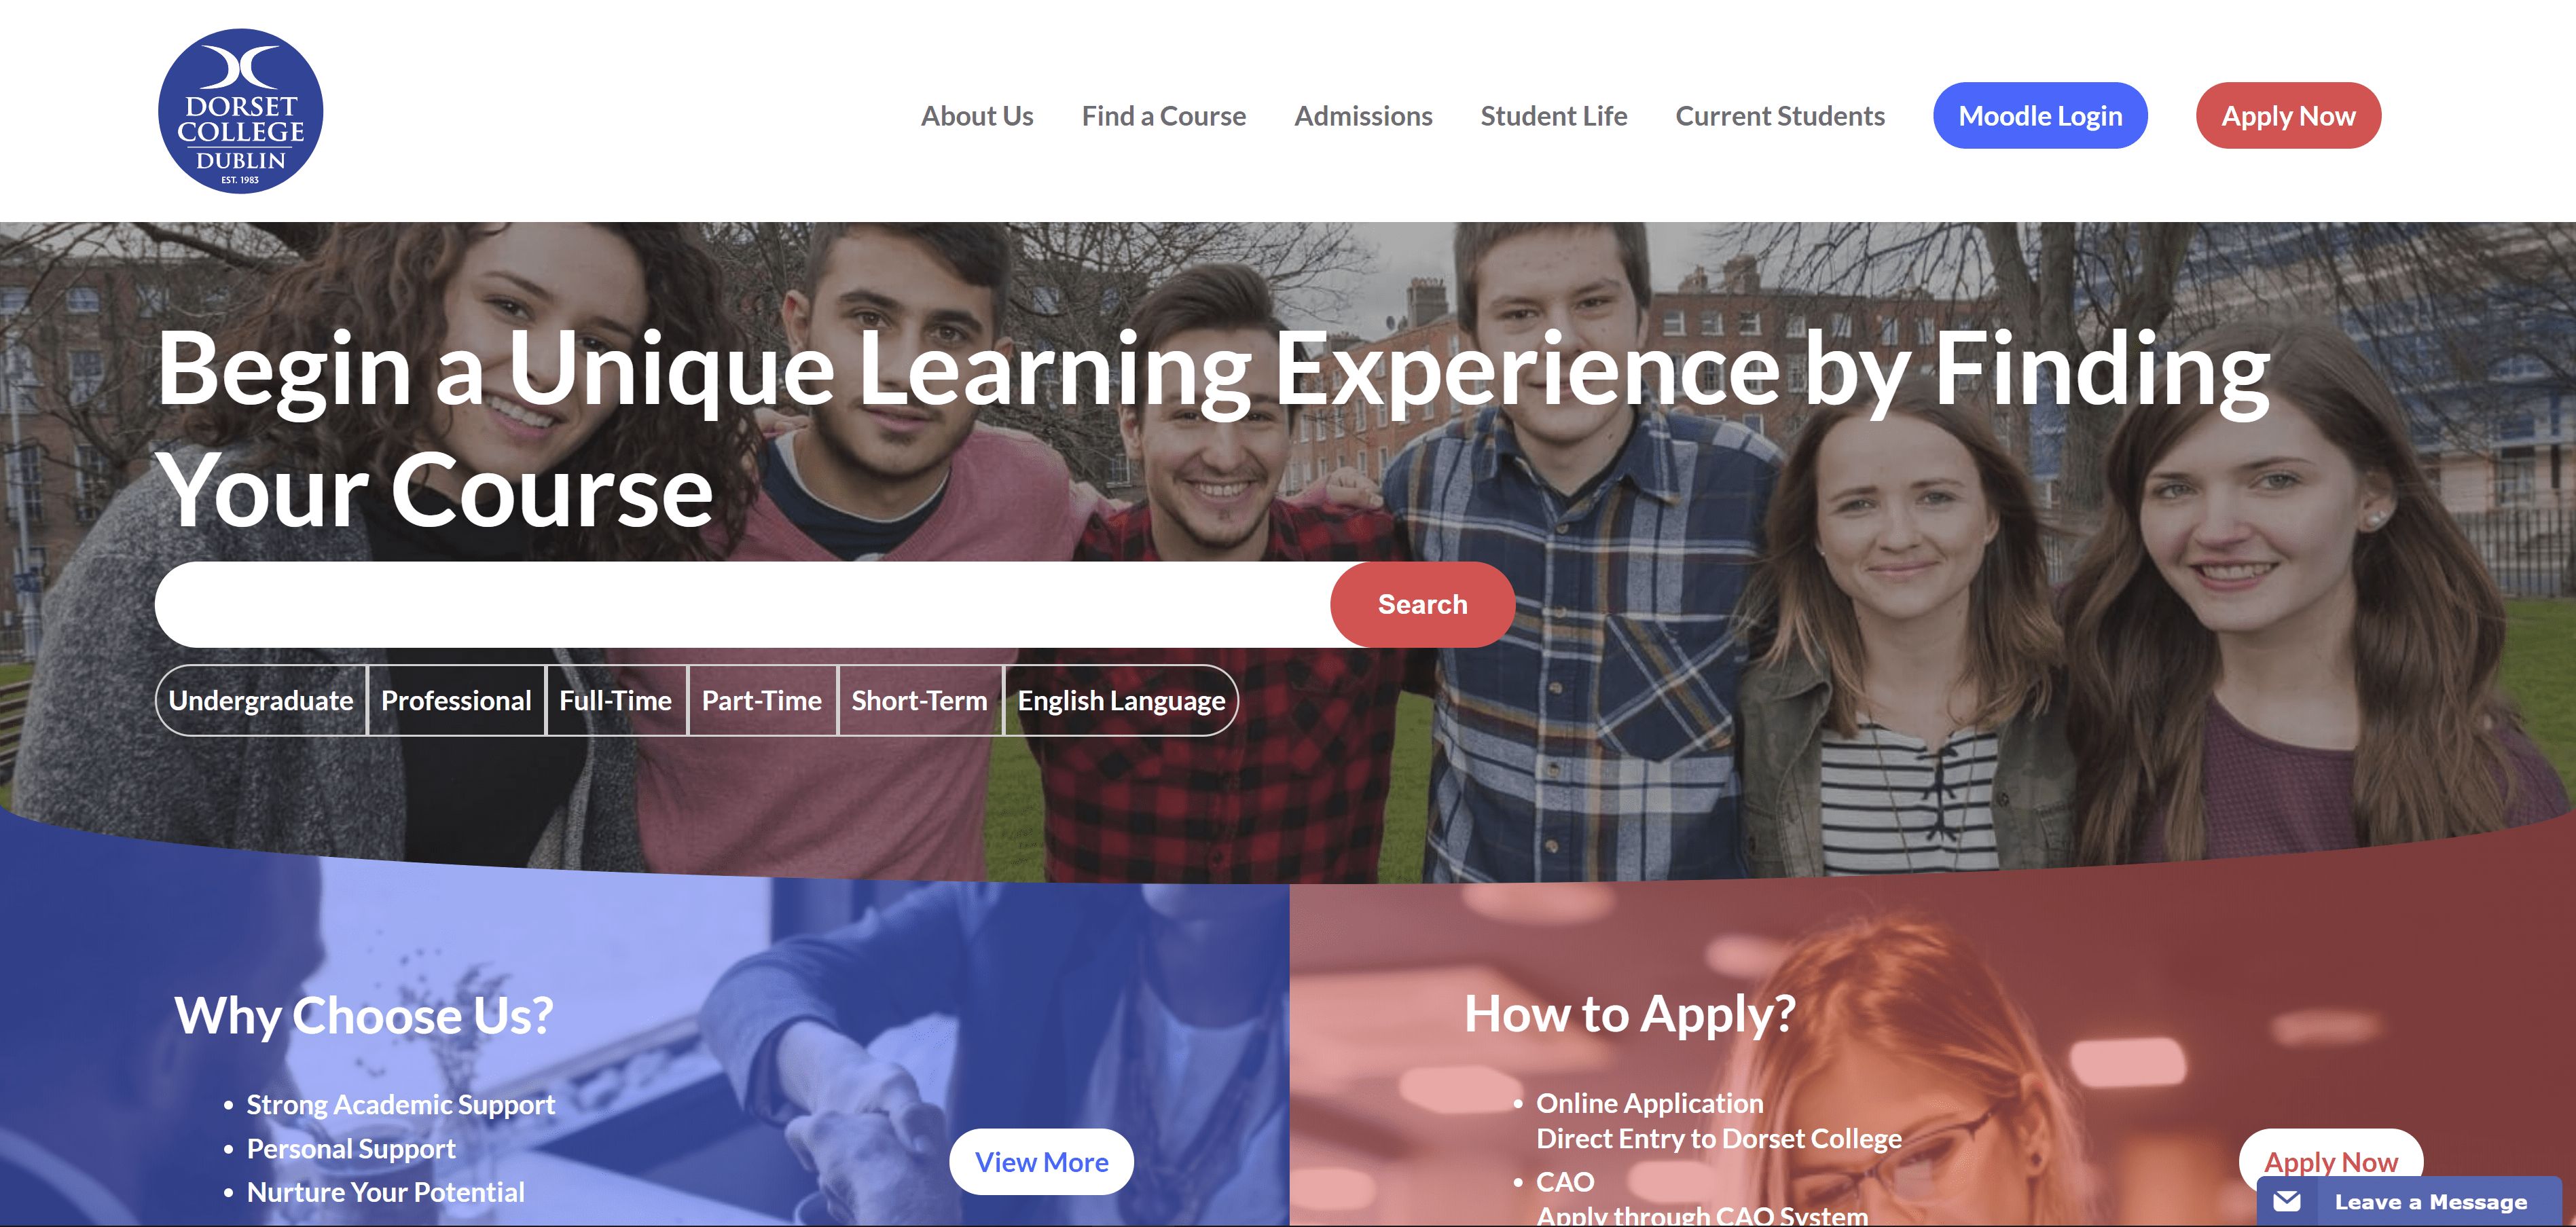 DORSET
COLLEGE
DUBLIN
EST. 1983
About Us
Find a Course
Admissions
Student Life
Current Students
Moodle Login
Apply Now
Begin a Unique Learning Experience by Finding
Your Course
Search
Undergraduate
Professional
Full-Time
Part-Time
Short-Term
English Language
Why Choose Us?
Strong Academic Support
Personal Support
Nurture Your Potential
View More
How to Apply?
Online Application
Direct Entry to Dorset College
CAO
Apply through CAO System
Apply Now
Leave a Message